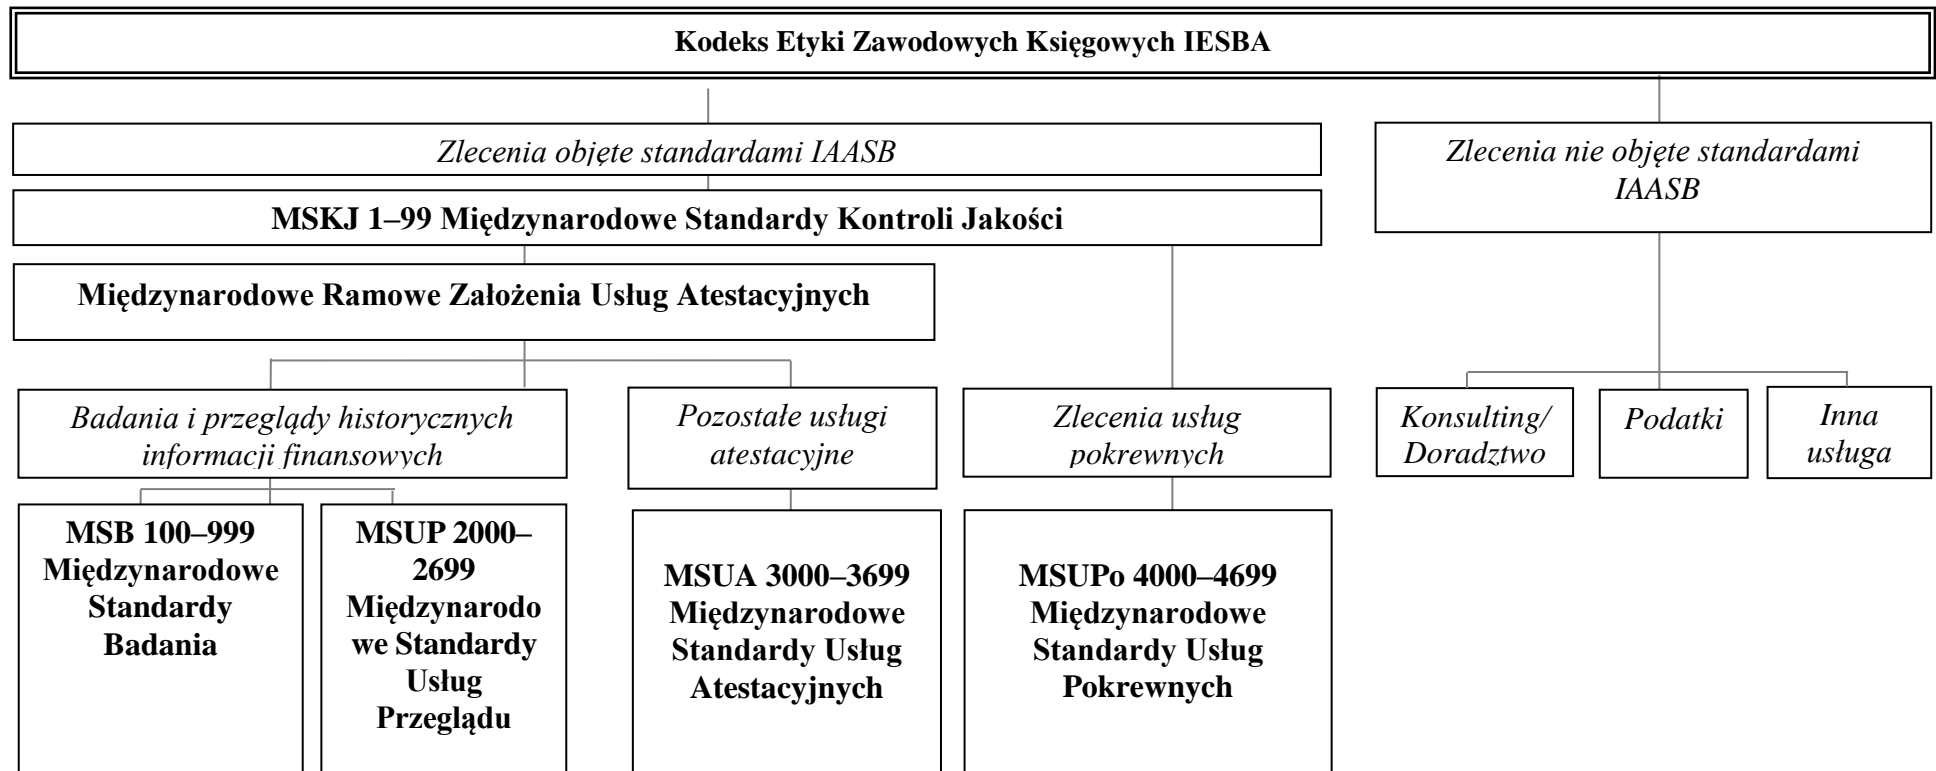 Kodeks Etyki Zawodowych Księgowych IESBA
Zlecenia objęte standardami IAASB
Zlecenia nie objęte standardami
IAASB
MSKJ 1–99 Międzynarodowe Standardy Kontroli Jakości
Międzynarodowe Ramowe Założenia Usług Atestacyjnych
Badania i przeglądy historycznych
informacji finansowych
Pozostałe usługi
atestacyjne
Zlecenia usług
pokrewnych
Konsulting/
Doradztwo
Podatki
Inna
usługa
MSB 100–999
Międzynarodowe
Standardy
Badania
MSUP 2000–
2699
Międzynarodo
we Standardy
Usług
Przeglądu
MSUA 3000–3699
Międzynarodowe
Standardy Usług
Atestacyjnych
MSUPo 4000–4699
Międzynarodowe
Standardy Usług
Pokrewnych